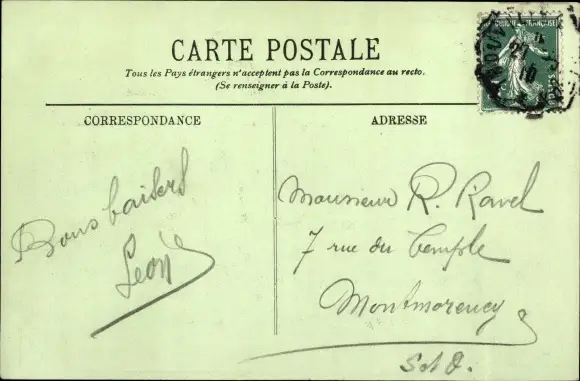 CARTE POSTALE
Tous les Pays étrangers n'acceptent pas la Correspondance au recto.
(Se renseigner à la Poste).
CORRESPONDANCE
ADRESSE
Bons baisers
Léon
Monsieur R. Ravel
7 rue du Temple
Montmorency
S et O.